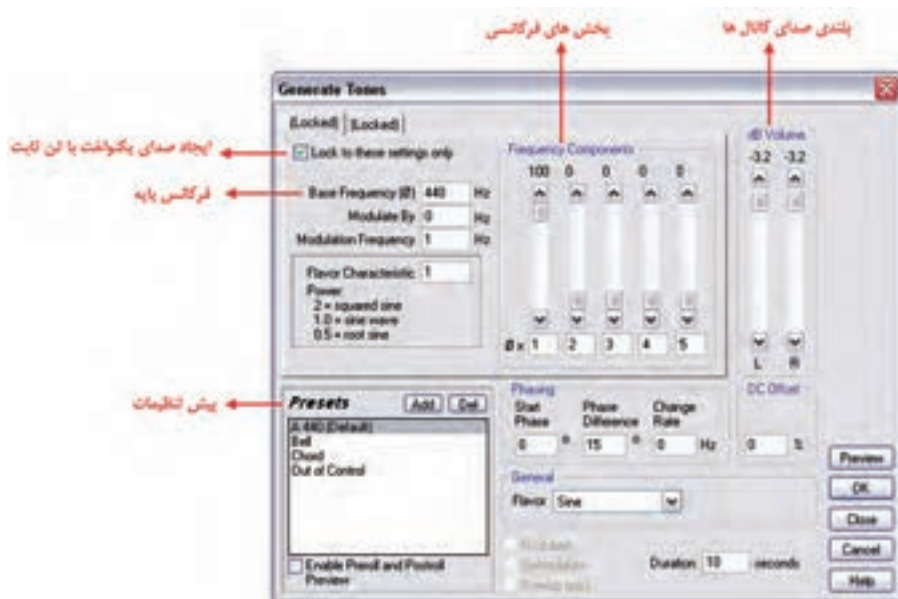 بخش های فرکانسی
بلندی صدای کانال ها
Generate Tones
(Locked) (Locked)
ایجاد صدای یکنواخت یا تن ثابت
Lock to these settings only
Frequency Components
dB Volume
100 0 0 0 0
-3.2 -3.2
فرکانس پایه
Base Frequency (Ø) 440 Hz
Modulate By 0 Hz
Modulation Frequency 1 Hz
Flavor Characteristic 1
Power
2 = squared sine
1.0 = sine wave
0.5 = root sine
Ø x 1 2 3 4 5
L R
پیش تنظیمات
Presets Add Del
A 440 (Default)
Bell
Chord
Out of Control
Enable Preroll and Postroll
Preview
Phasing
Start Phase
Phase Difference
Change Rate
0 ° 15 ° 0 Hz
DC Offset
0 %
General
Flavor Sine
Duration 10 seconds
Preview
OK
Close
Cancel
Help